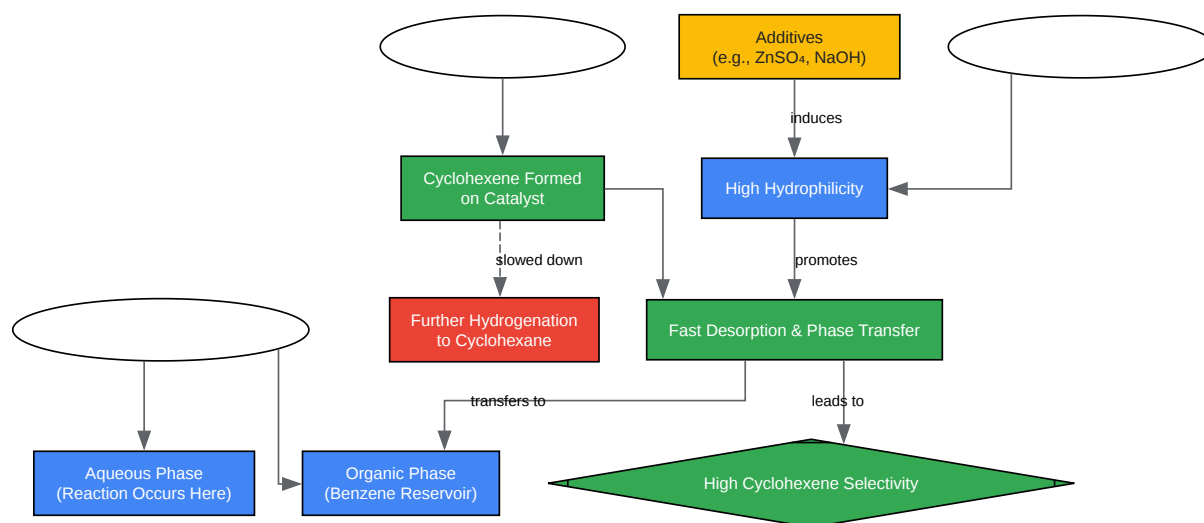 Additives
(e.g., ZnSO₄, NaOH)
induces
Cyclohexene Formed
on Catalyst
High Hydrophilicity
slowed down
promotes
Further Hydrogenation
to Cyclohexane
Fast Desorption & Phase Transfer
transfers to
leads to
Aqueous Phase
(Reaction Occurs Here)
Organic Phase
(Benzene Reservoir)
High Cyclohexene Selectivity